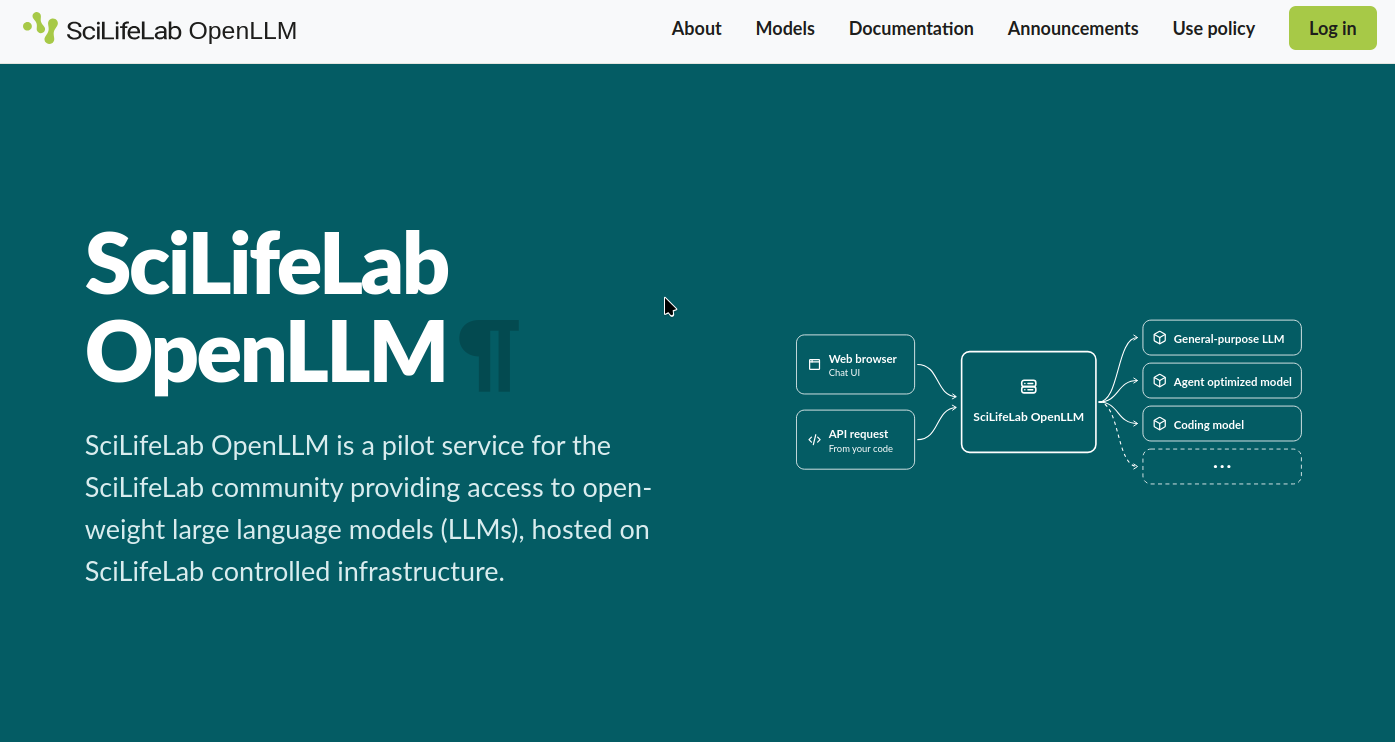 SciLifeLab OpenLLM
About Models Documentation Announcements Use policy Log in
SciLifeLab
OpenLLM ¶
SciLifeLab OpenLLM is a pilot service for the
SciLifeLab community providing access to open-
weight large language models (LLMs), hosted on
SciLifeLab controlled infrastructure.
Web browser
Chat UI
API request
From your code
SciLifeLab OpenLLM
General-purpose LLM
Agent optimized model
Coding model
...